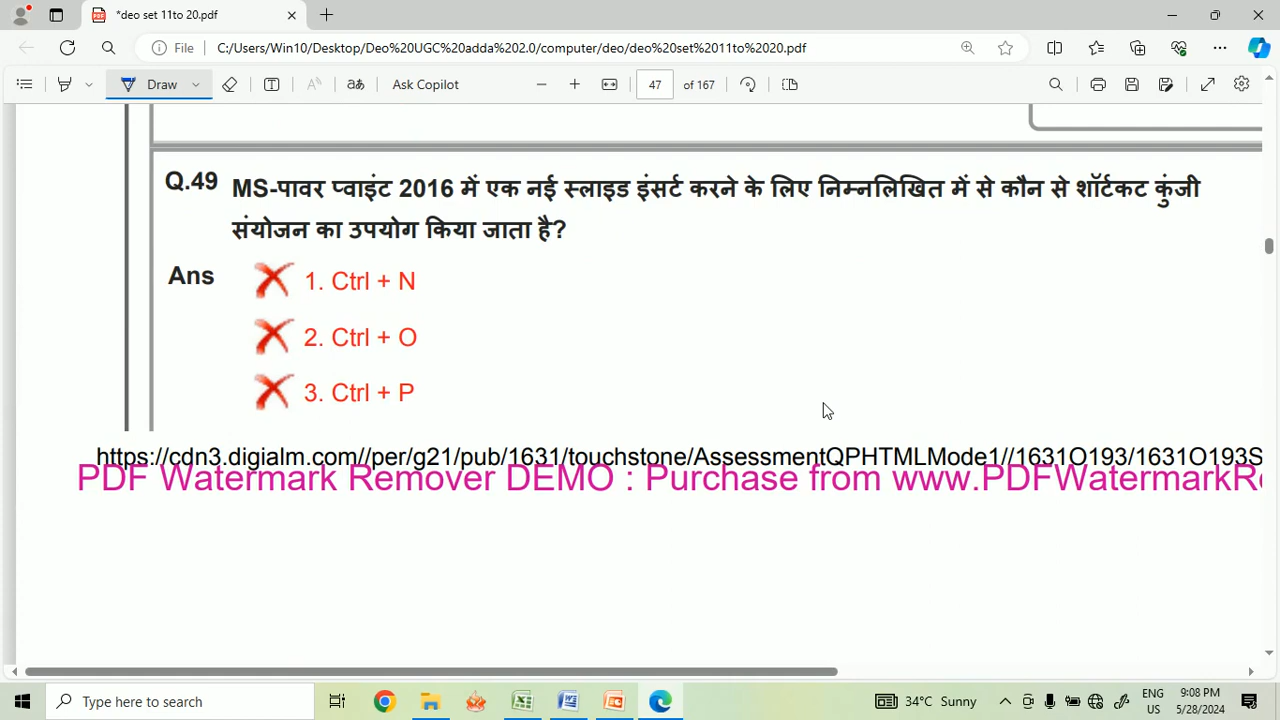 *deo set 11to 20.pdf
File C:/Users/Win10/Desktop/Deo%20UGC%20adda%202.0/computer/deo/deo%20set%2011to%2020.pdf
Draw aあ Ask Copilot 47 of 167
Q.49 MS-पावर प्वाइंट 2016 में एक नई स्लाइड इंसर्ट करने के लिए निम्नलिखित में से कौन से शॉर्टकट कुंजी
संयोजन का उपयोग किया जाता है?
Ans 1. Ctrl + N
2. Ctrl + O
3. Ctrl + P
https://cdn3.digialm.com//per/g21/pub/1631/touchstone/AssessmentQPHTMLMode1//1631O193/1631O193S
PDF Watermark Remover DEMO : Purchase from www.PDFWatermarkRe
Type here to search 34°C Sunny ENG US 9:08 PM 5/28/2024